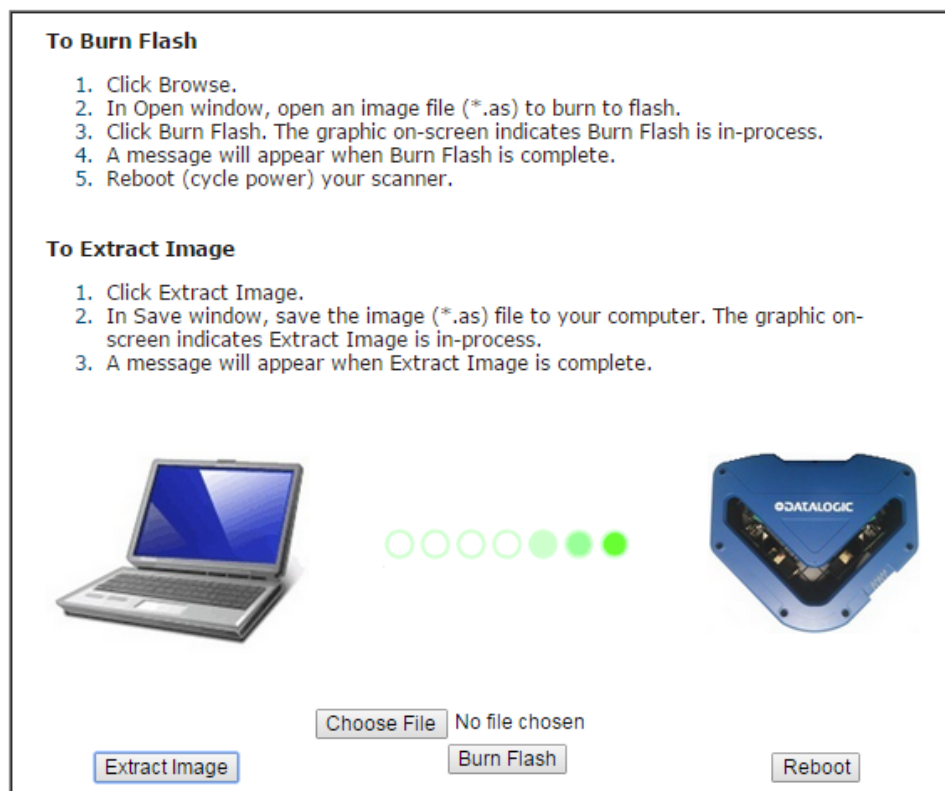 To Burn Flash
1. Click Browse.
2. In Open window, open an image file (*.as) to burn to flash.
3. Click Burn Flash. The graphic on-screen indicates Burn Flash is in-process.
4. A message will appear when Burn Flash is complete.
5. Reboot (cycle power) your scanner.
To Extract Image
1. Click Extract Image.
2. In Save window, save the image (*.as) file to your computer. The graphic on-
screen indicates Extract Image is in-process.
3. A message will appear when Extract Image is complete.
DATALOGIC
Choose File No file chosen
Burn Flash
Extract Image
Reboot